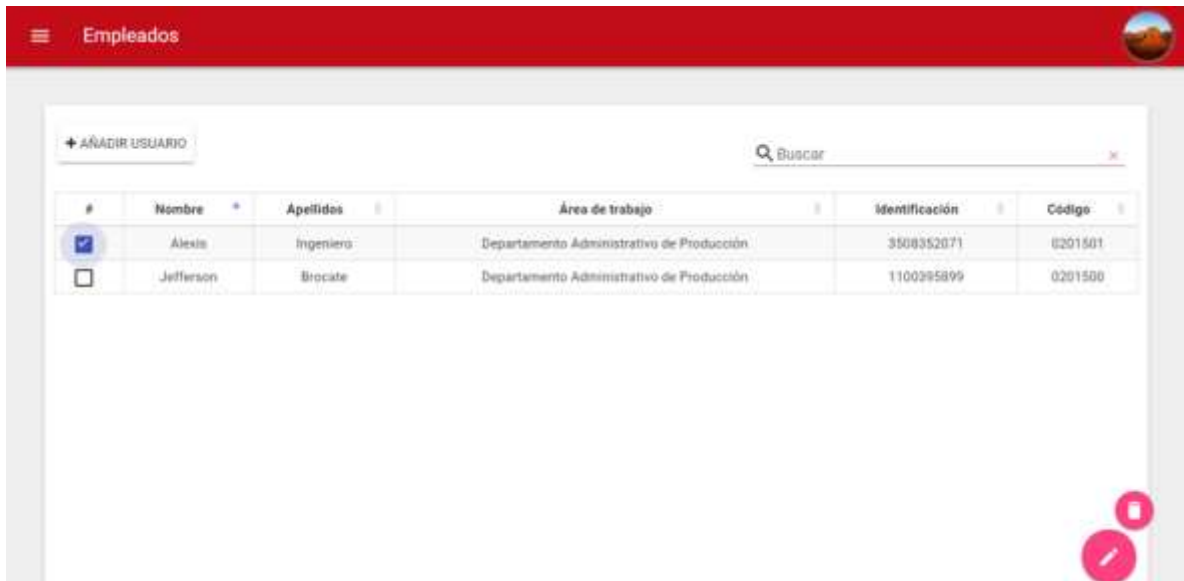 Empleados
+ AÑADIR USUARIO
Buscar ×
# Nombre Apellidos Área de trabajo Identificación Código
Alexis Ingeniero Departamento Administrativo de Producción 3508352071 0201501
Jefferson Brocate Departamento Administrativo de Producción 1100395899 0201500